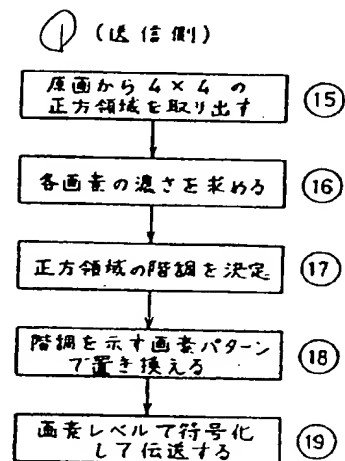 ① (送信側)
原画から4×4の
正方領域を取り出す
⑮
各画素の濃さを求める
⑯
正方領域の階調を決定
⑰
階調を示す画素パターン
で置き換える
⑱
画素レベルで符号化
して伝送する
⑲